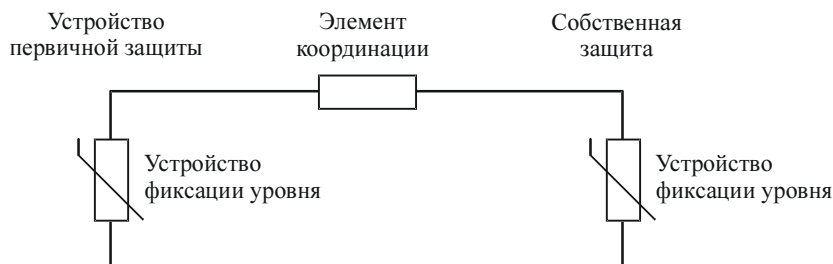 Устройство
первичной защиты
Элемент
координации
Собственная
защита
Устройство
фиксации уровня
Устройство
фиксации уровня